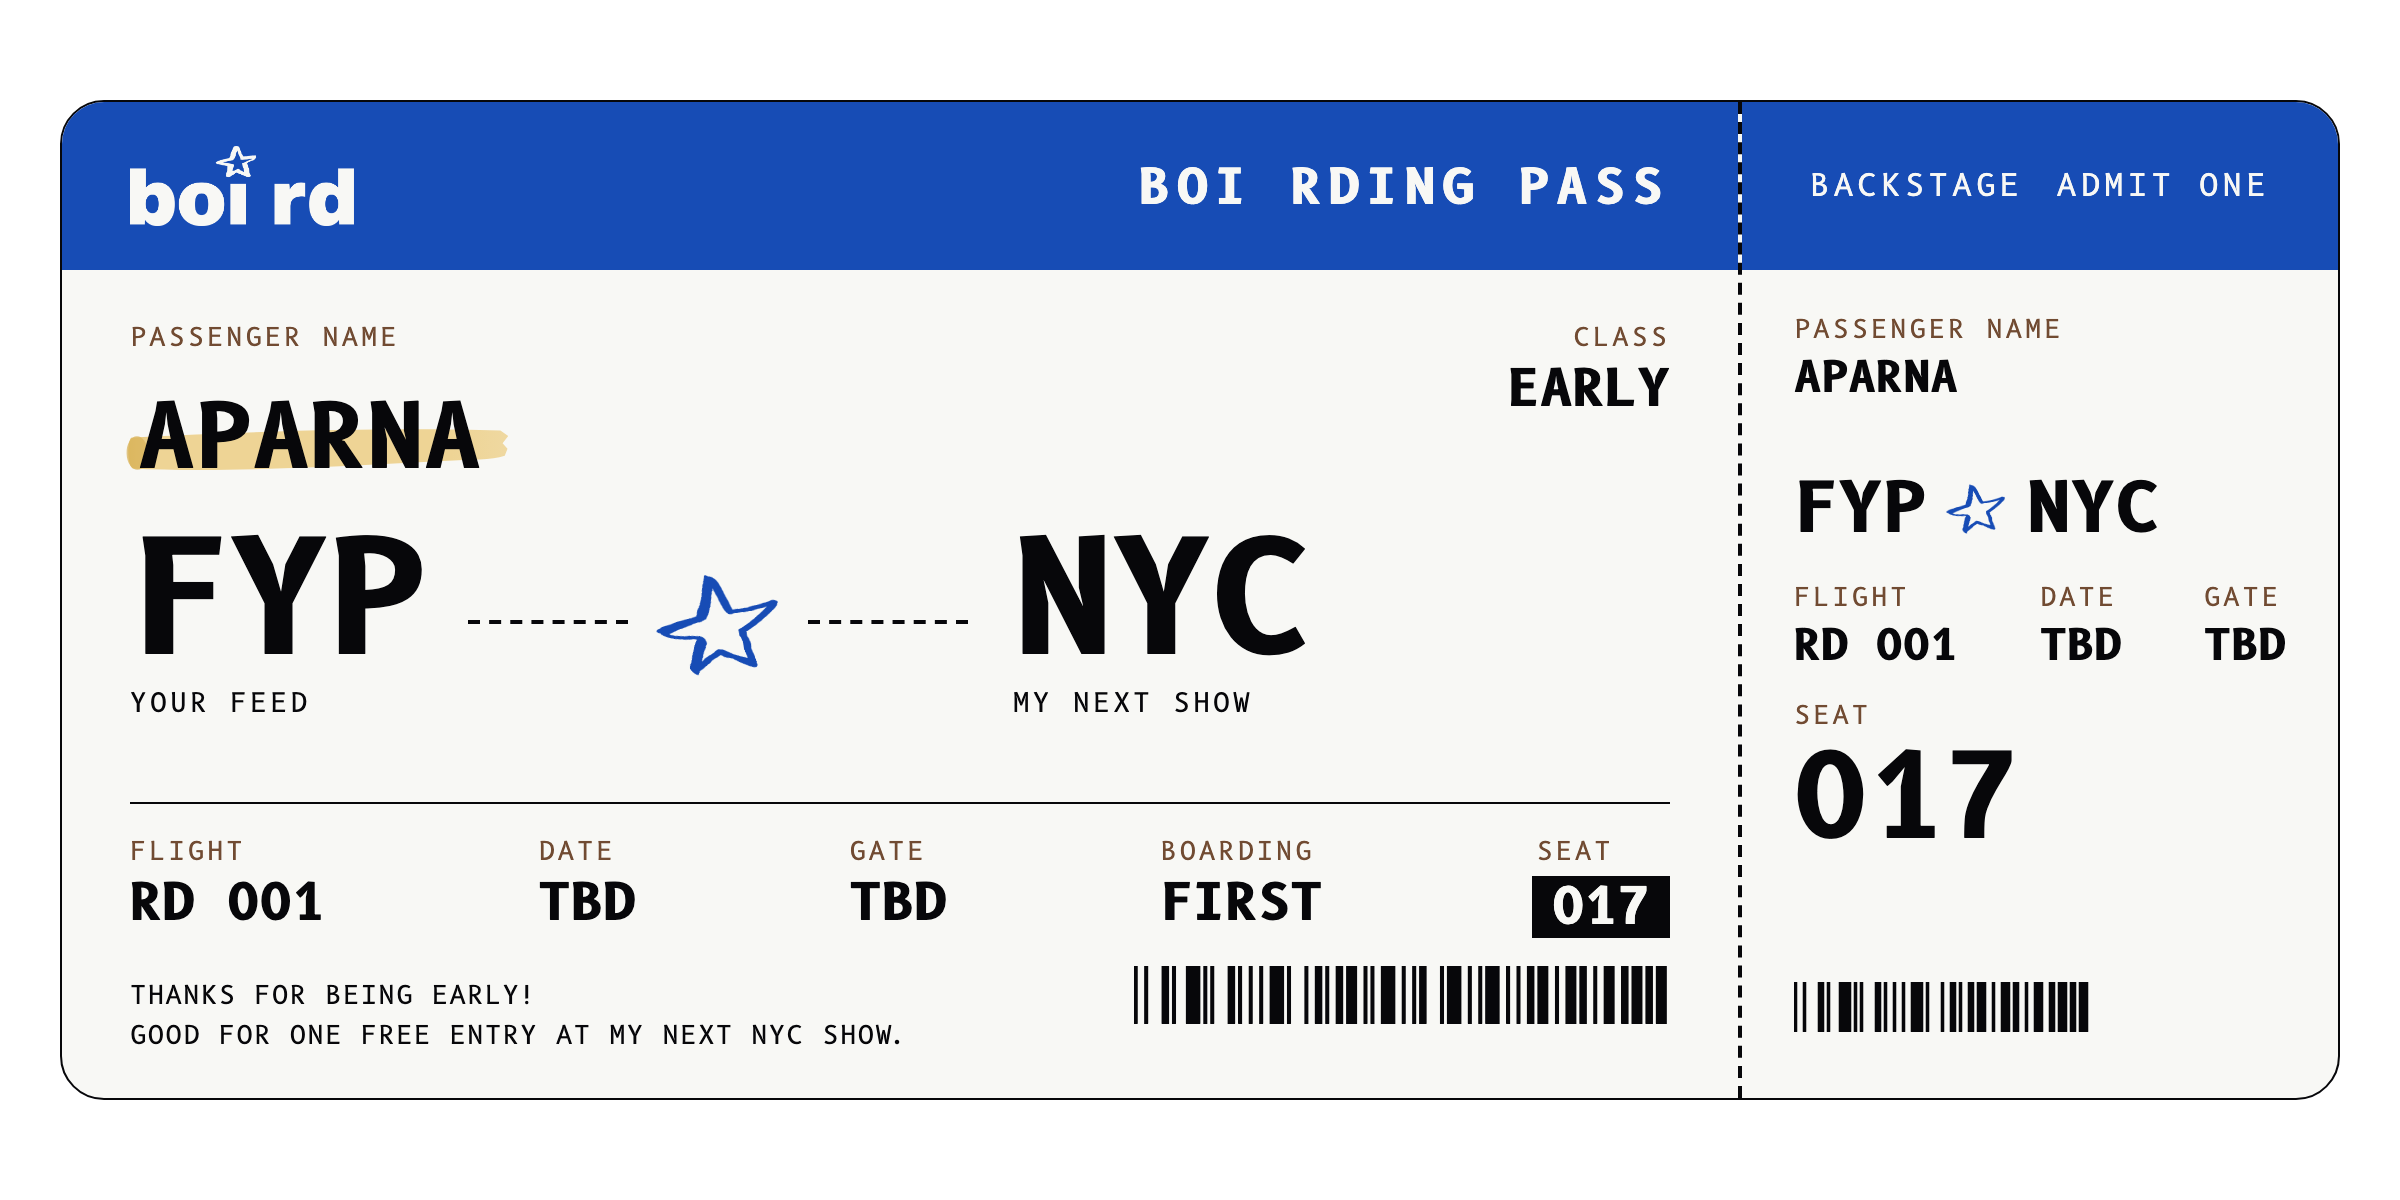 boi rd
BOI RDING PASS
PASSENGER NAME
APARNA
CLASS
EARLY
FYP
NYC
YOUR FEED
MY NEXT SHOW
FLIGHT
RD 001
DATE
TBD
GATE
TBD
BOARDING
FIRST
SEAT
017
THANKS FOR BEING EARLY!
GOOD FOR ONE FREE ENTRY AT MY NEXT NYC SHOW.
BACKSTAGE ADMIT ONE
PASSENGER NAME
APARNA
FYP NYC
FLIGHT
RD 001
DATE
TBD
GATE
TBD
SEAT
017